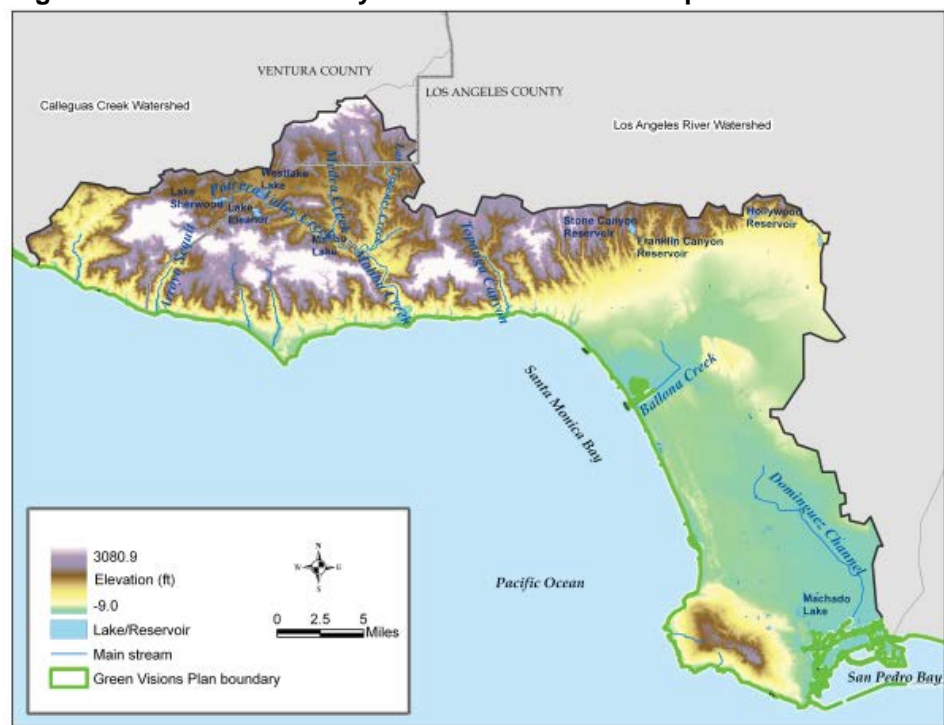 VENTURA COUNTY
LOS ANGELES COUNTY
Calleguas Creek Watershed
Los Angeles River Watershed
Westlake
Lake
Lake
Sherwood
Lake
Eleanor
Medea Creek
Lake
Malibu Creek
Arroyo Sequit
Topanga Canyon
Stone Canyon
Reservoir
Franklin Canyon
Reservoir
Hollywood
Reservoir
Santa Monica Bay
Ballona Creek
Dominguez Channel
Machado
Lake
Pacific Ocean
San Pedro Bay
3080.9
Elevation (ft)
-9.0
Lake/Reservoir
Main stream
Green Visions Plan boundary
N
W
E
S
0 2.5 5
Miles